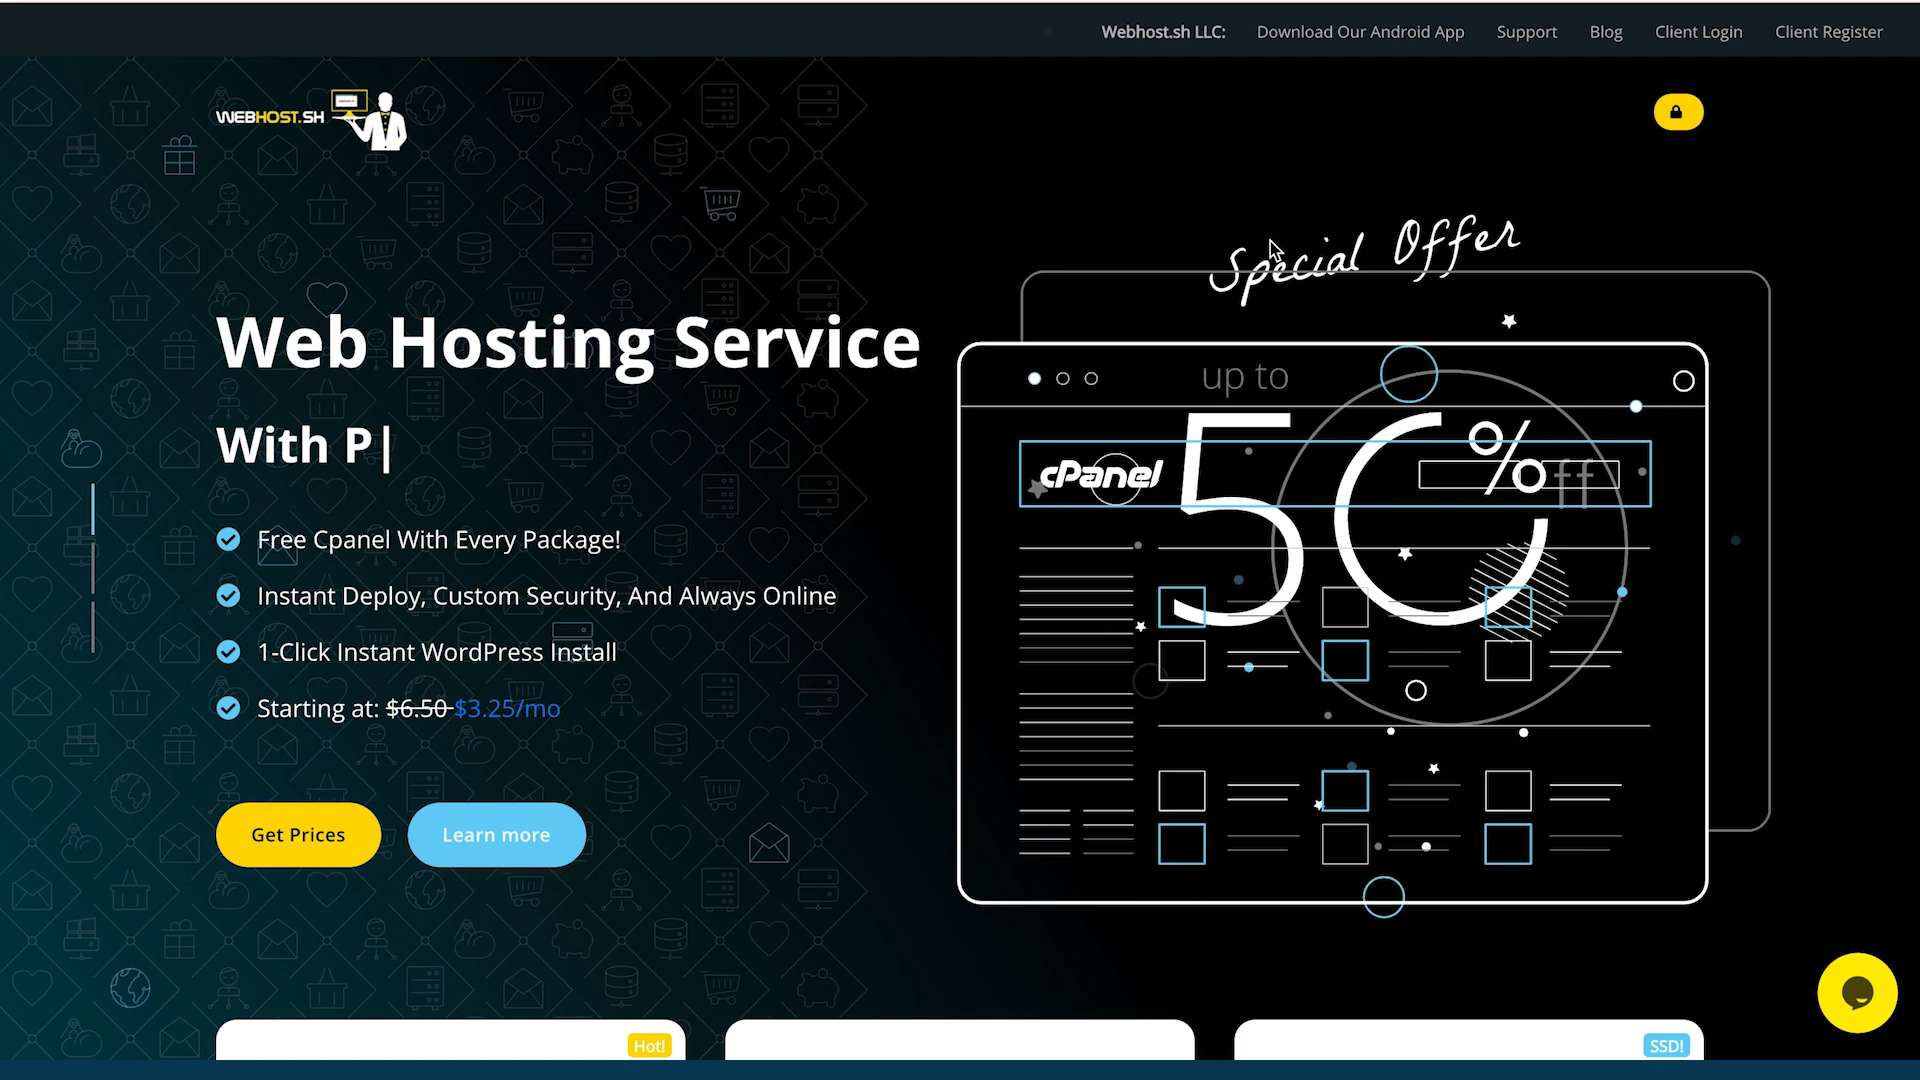 Webhost.sh LLC: Download Our Android App Support Blog Client Login Client Register
WEBHOST.SH
Special Offer
Web Hosting Service
up to
50%
ff
With P|
cPanel
Free Cpanel With Every Package!
Instant Deploy, Custom Security, And Always Online
1-Click Instant WordPress Install
Starting at: $6.50 $3.25/mo
Get Prices Learn more
Hot! SSD!